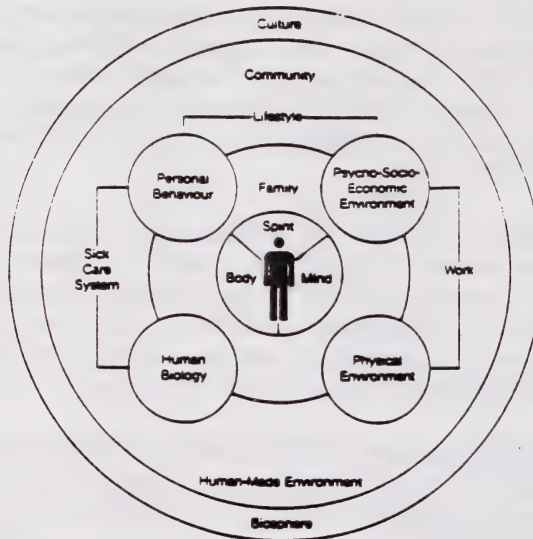 Culture
Community
Lifestyle
Personal
Behaviour
Family
Psycho-Socio-
Economic
Environment
Spirit
Body
Mind
Sick
Care
System
Work
Human
Biology
Physical
Environment
Human-Made Environment
Biosphere